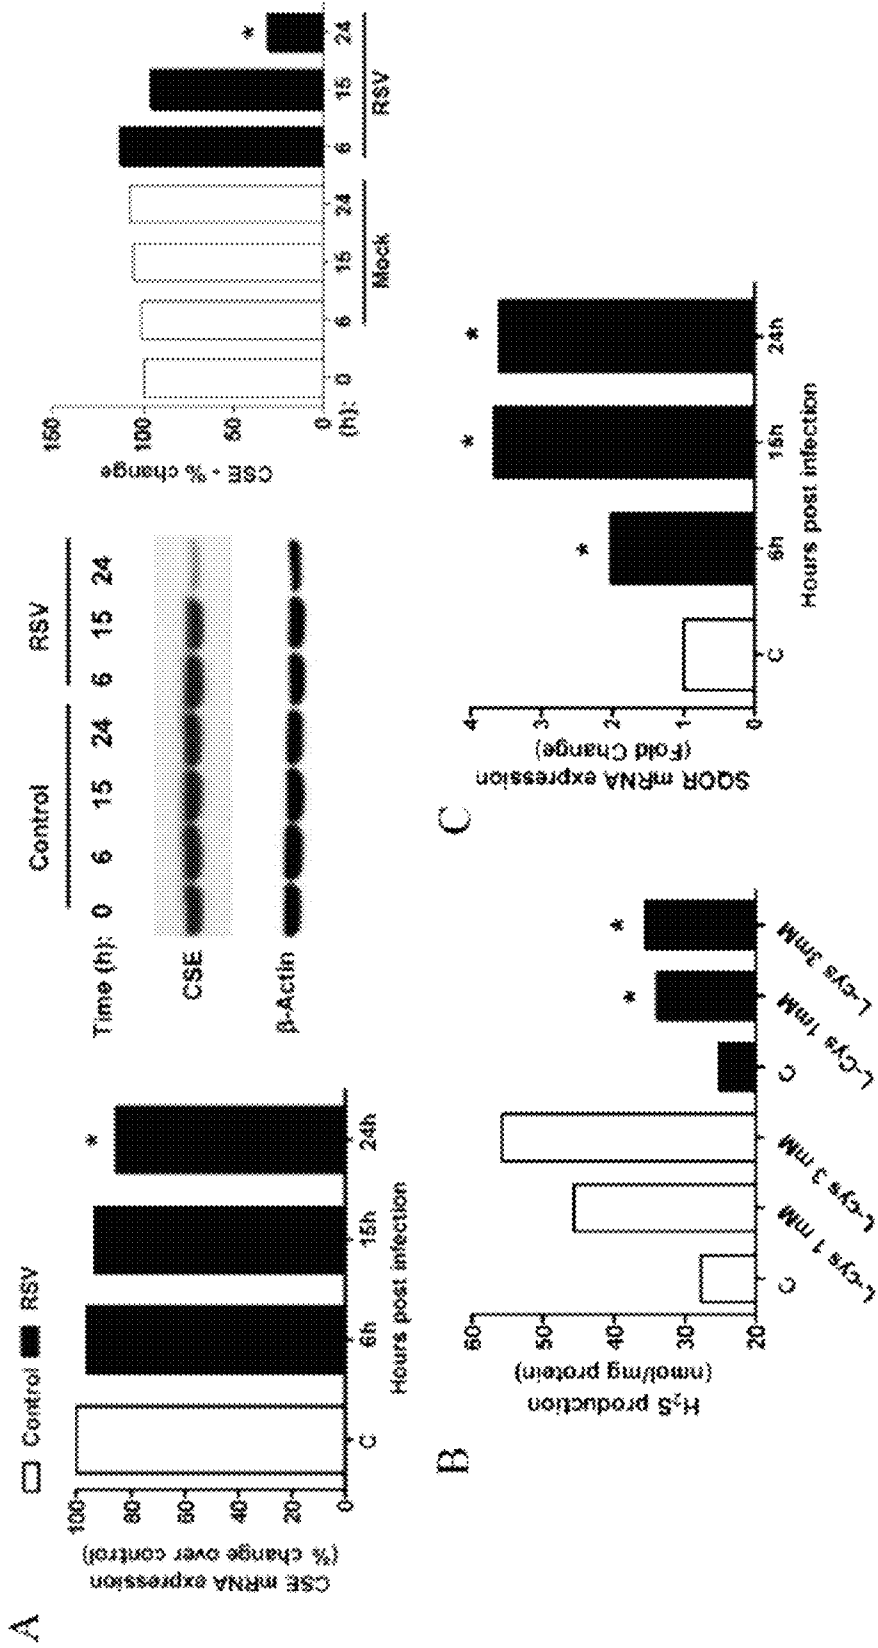 A
Control RSV
CSE mRNA expression
(% change over control)
100
80
60
40
20
0
C 6h 15h 24h
*
Hours post infection
Control RSV
Time (h): 0 6 15 24 6 15 24
CSE
β-Actin
CSE - % change
150
100
50
0
*
(h): 0 6 15 24 6 15 24
Mock RSV
B
H₂S production
(nmol/mg protein)
60
50
40
30
20
* *
C L-cys 1 mM L-cys 3 mM C L-Cys 1mM L-cys 3mM
C
SQOR mRNA expression
(Fold Change)
4
3
2
1
0
* * *
C 6h 15h 24h
Hours post infection